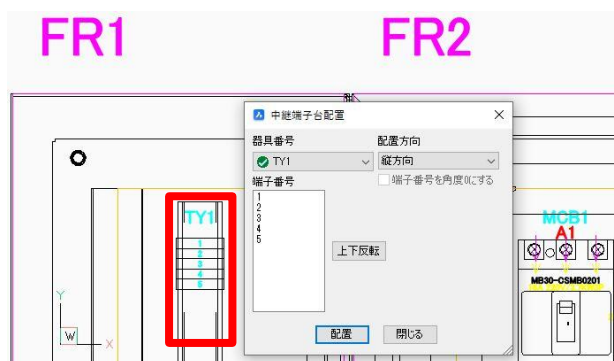 FR1
FR2
中継端子台配置
器具番号
配置方向
TY1
縦方向
端子番号
端子番号を角度0にする
1
2
3
4
5
上下反転
配置
閉じる
TY1
1
2
3
4
5
MCB1
A1
MB30-CSMB0201
Y
W
X